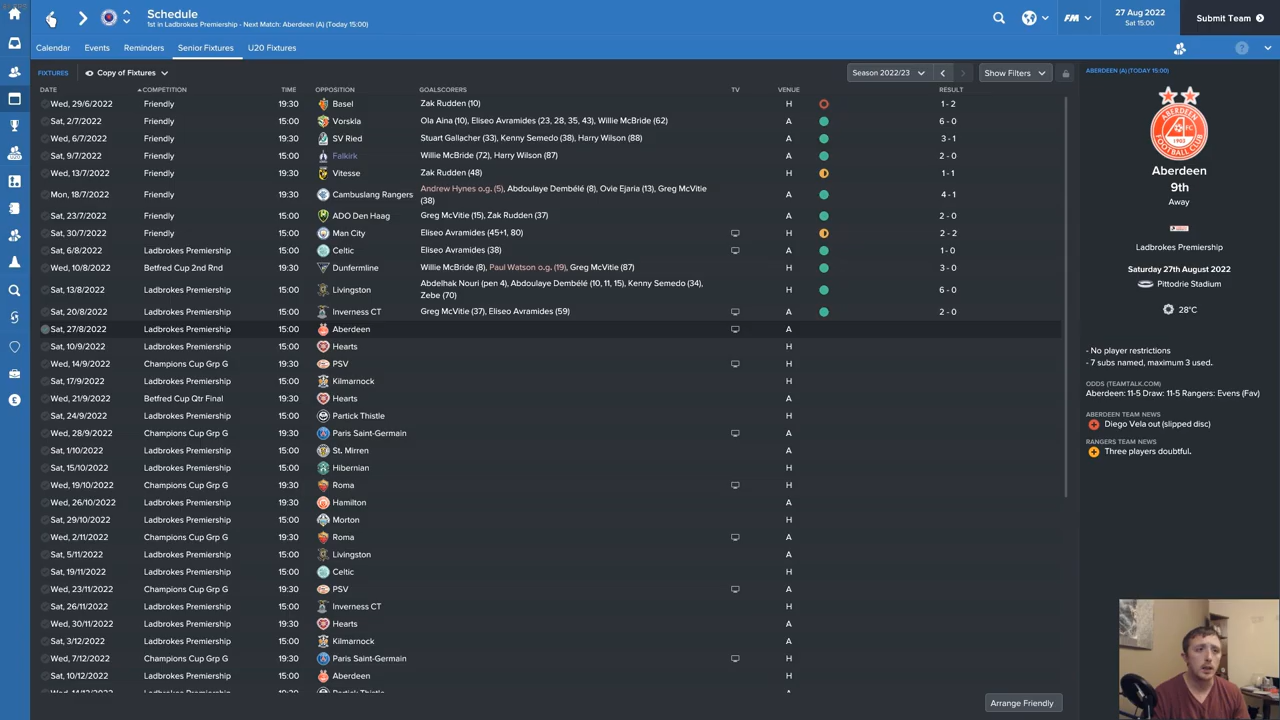 Schedule
1st in Ladbrokes Premiership - Next Match: Aberdeen (A) (Today 15:00)
FM
27 Aug 2022
Sat 15:00
Submit Team
Calendar Events Reminders Senior Fixtures U20 Fixtures
FIXTURES Copy of Fixtures Season 2022/23 Show Filters
DATE COMPETITION TIME OPPOSITION GOALSCORERS TV VENUE RESULT
Wed, 29/6/2022 Friendly 19:30 Basel Zak Rudden (10) H 1 - 2
Sat, 2/7/2022 Friendly 15:00 Vorskla Ola Aina (10), Eliseo Avramides (23, 28, 35, 43), Willie McBride (62) A 6 - 0
Wed, 6/7/2022 Friendly 19:30 SV Ried Stuart Gallacher (33), Kenny Semedo (38), Harry Wilson (88) A 3 - 1
Sat, 9/7/2022 Friendly 15:00 Falkirk Willie McBride (72), Harry Wilson (87) A 2 - 0
Wed, 13/7/2022 Friendly 19:30 Vitesse Zak Rudden (48) H 1 - 1
Mon, 18/7/2022 Friendly 19:30 Cambuslang Rangers Andrew Hynes o.g. (5), Abdoulaye Dembélé (8), Ovie Ejaria (13), Greg McVitie (38) A 4 - 1
Sat, 23/7/2022 Friendly 15:00 ADO Den Haag Greg McVitie (15), Zak Rudden (37) A 2 - 0
Sat, 30/7/2022 Friendly 15:00 Man City Eliseo Avramides (45+1, 80) H 2 - 2
Sat, 6/8/2022 Ladbrokes Premiership 15:00 Celtic Eliseo Avramides (38) A 1 - 0
Wed, 10/8/2022 Betfred Cup 2nd Rnd 19:30 Dunfermline Willie McBride (8), Paul Watson o.g. (19), Greg McVitie (87) H 3 - 0
Sat, 13/8/2022 Ladbrokes Premiership 15:00 Livingston Abdelhak Nouri (pen 4), Abdoulaye Dembélé (10, 11, 15), Kenny Semedo (34), Zebe (70) H 6 - 0
Sat, 20/8/2022 Ladbrokes Premiership 15:00 Inverness CT Greg McVitie (37), Eliseo Avramides (59) A 2 - 0
Sat, 27/8/2022 Ladbrokes Premiership 15:00 Aberdeen A
Sat, 10/9/2022 Ladbrokes Premiership 15:00 Hearts H
Wed, 14/9/2022 Champions Cup Grp G 19:30 PSV H
Sat, 17/9/2022 Ladbrokes Premiership 15:00 Kilmarnock A
Wed, 21/9/2022 Betfred Cup Qtr Final 19:30 Hearts A
Sat, 24/9/2022 Ladbrokes Premiership 15:00 Partick Thistle H
Wed, 28/9/2022 Champions Cup Grp G 19:30 Paris Saint-Germain A
Sat, 1/10/2022 Ladbrokes Premiership 15:00 St. Mirren A
Sat, 15/10/2022 Ladbrokes Premiership 15:00 Hibernian H
Wed, 19/10/2022 Champions Cup Grp G 19:30 Roma H
Wed, 26/10/2022 Ladbrokes Premiership 19:30 Hamilton A
Sat, 29/10/2022 Ladbrokes Premiership 15:00 Morton H
Wed, 2/11/2022 Champions Cup Grp G 19:30 Roma A
Sat, 5/11/2022 Ladbrokes Premiership 15:00 Livingston A
Sat, 19/11/2022 Ladbrokes Premiership 15:00 Celtic H
Wed, 23/11/2022 Champions Cup Grp G 19:30 PSV A
Sat, 26/11/2022 Ladbrokes Premiership 15:00 Inverness CT H
Wed, 30/11/2022 Ladbrokes Premiership 19:30 Hearts A
Sat, 3/12/2022 Ladbrokes Premiership 15:00 Kilmarnock A
Wed, 7/12/2022 Champions Cup Grp G 19:30 Paris Saint-Germain H
Sat, 10/12/2022 Ladbrokes Premiership 15:00 Aberdeen H
Arrange Friendly
ABERDEEN (A) (TODAY 15:00)
ABERDEEN
FOOTBALL CLUB
1903
Aberdeen
9th
Away
Ladbrokes Premiership
Saturday 27th August 2022
Pittodrie Stadium
28°C
- No player restrictions
- 7 subs named, maximum 3 used.
ODDS (TEAMTALK.COM)
Aberdeen: 11-5 Draw: 11-5 Rangers: Evens (Fav)
ABERDEEN TEAM NEWS
Diego Vela out (slipped disc)
RANGERS TEAM NEWS
Three players doubtful.